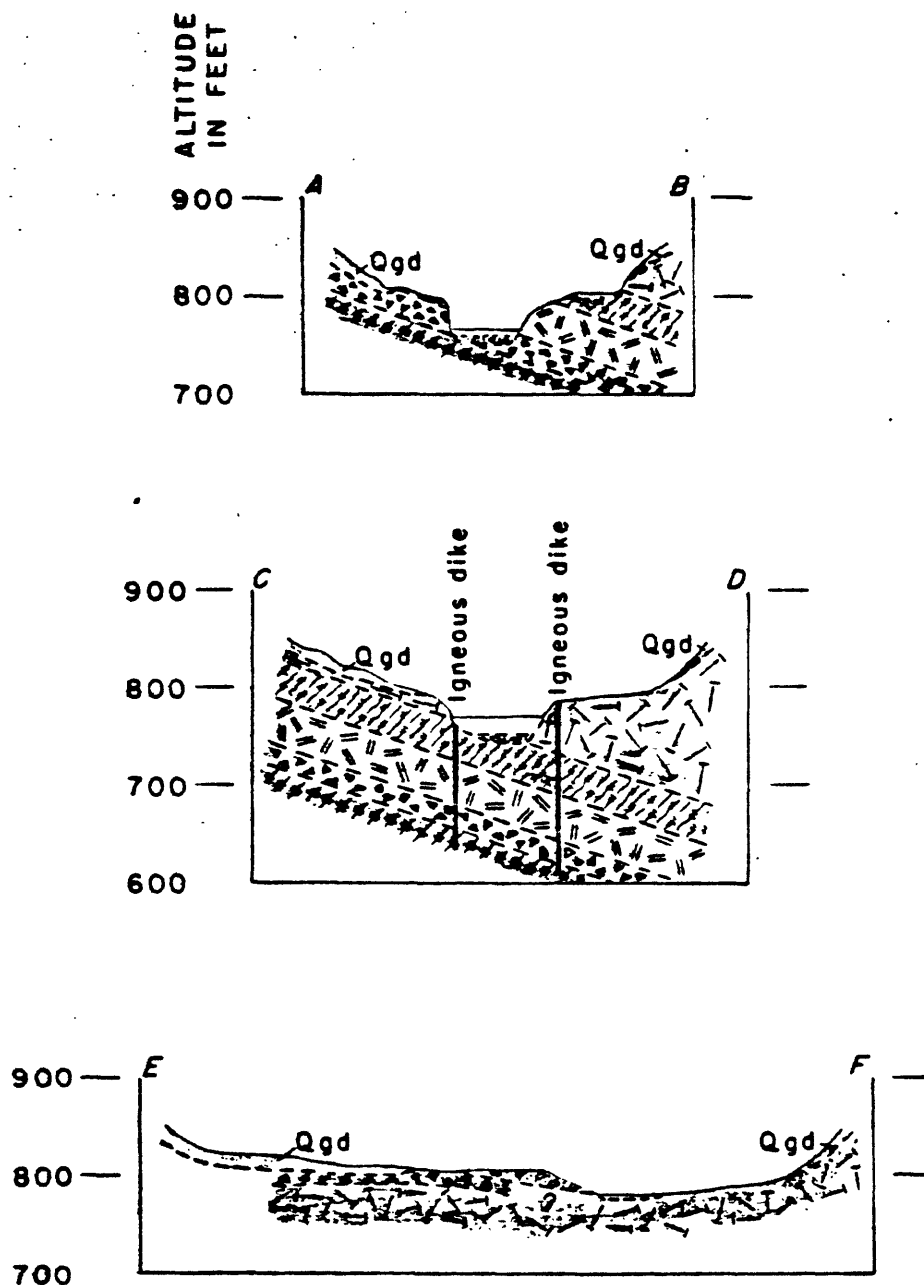 ALTITUDE
IN FEET
900 A B
Qgd Qgd
800
700
Igneous dike
Igneous dike
900 C D
Qgd Qgd
800
700
600
900 E F
Qgd Qgd
800
?
700